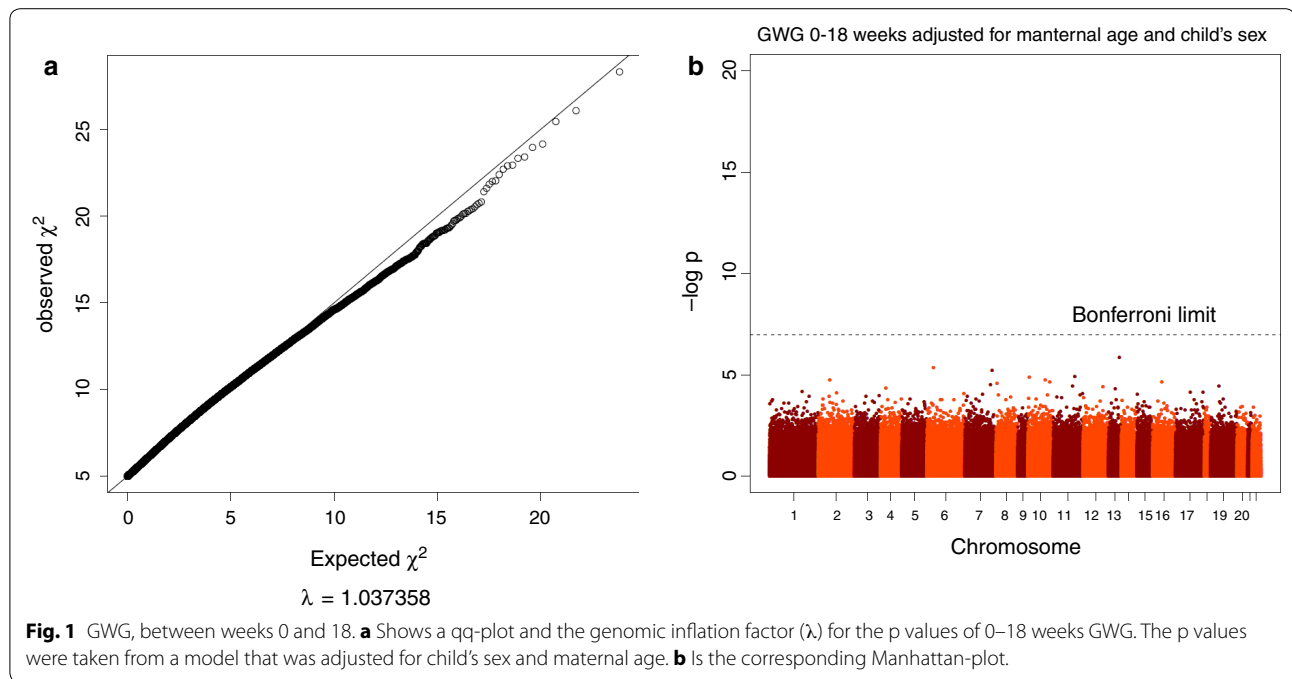 a
observed χ²
25
20
15
10
5
0 5 10 15 20
Expected χ²
λ = 1.037358
GWG 0-18 weeks adjusted for manternal age and child's sex
b
−log p
20
15
10
5
0
Bonferroni limit
1 2 3 4 5 6 7 8 9 10 11 12 13 15 16 17 19 20
Chromosome
Fig. 1 GWG, between weeks 0 and 18. a Shows a qq-plot and the genomic inflation factor (λ) for the p values of 0–18 weeks GWG. The p values
were taken from a model that was adjusted for child's sex and maternal age. b Is the corresponding Manhattan-plot.